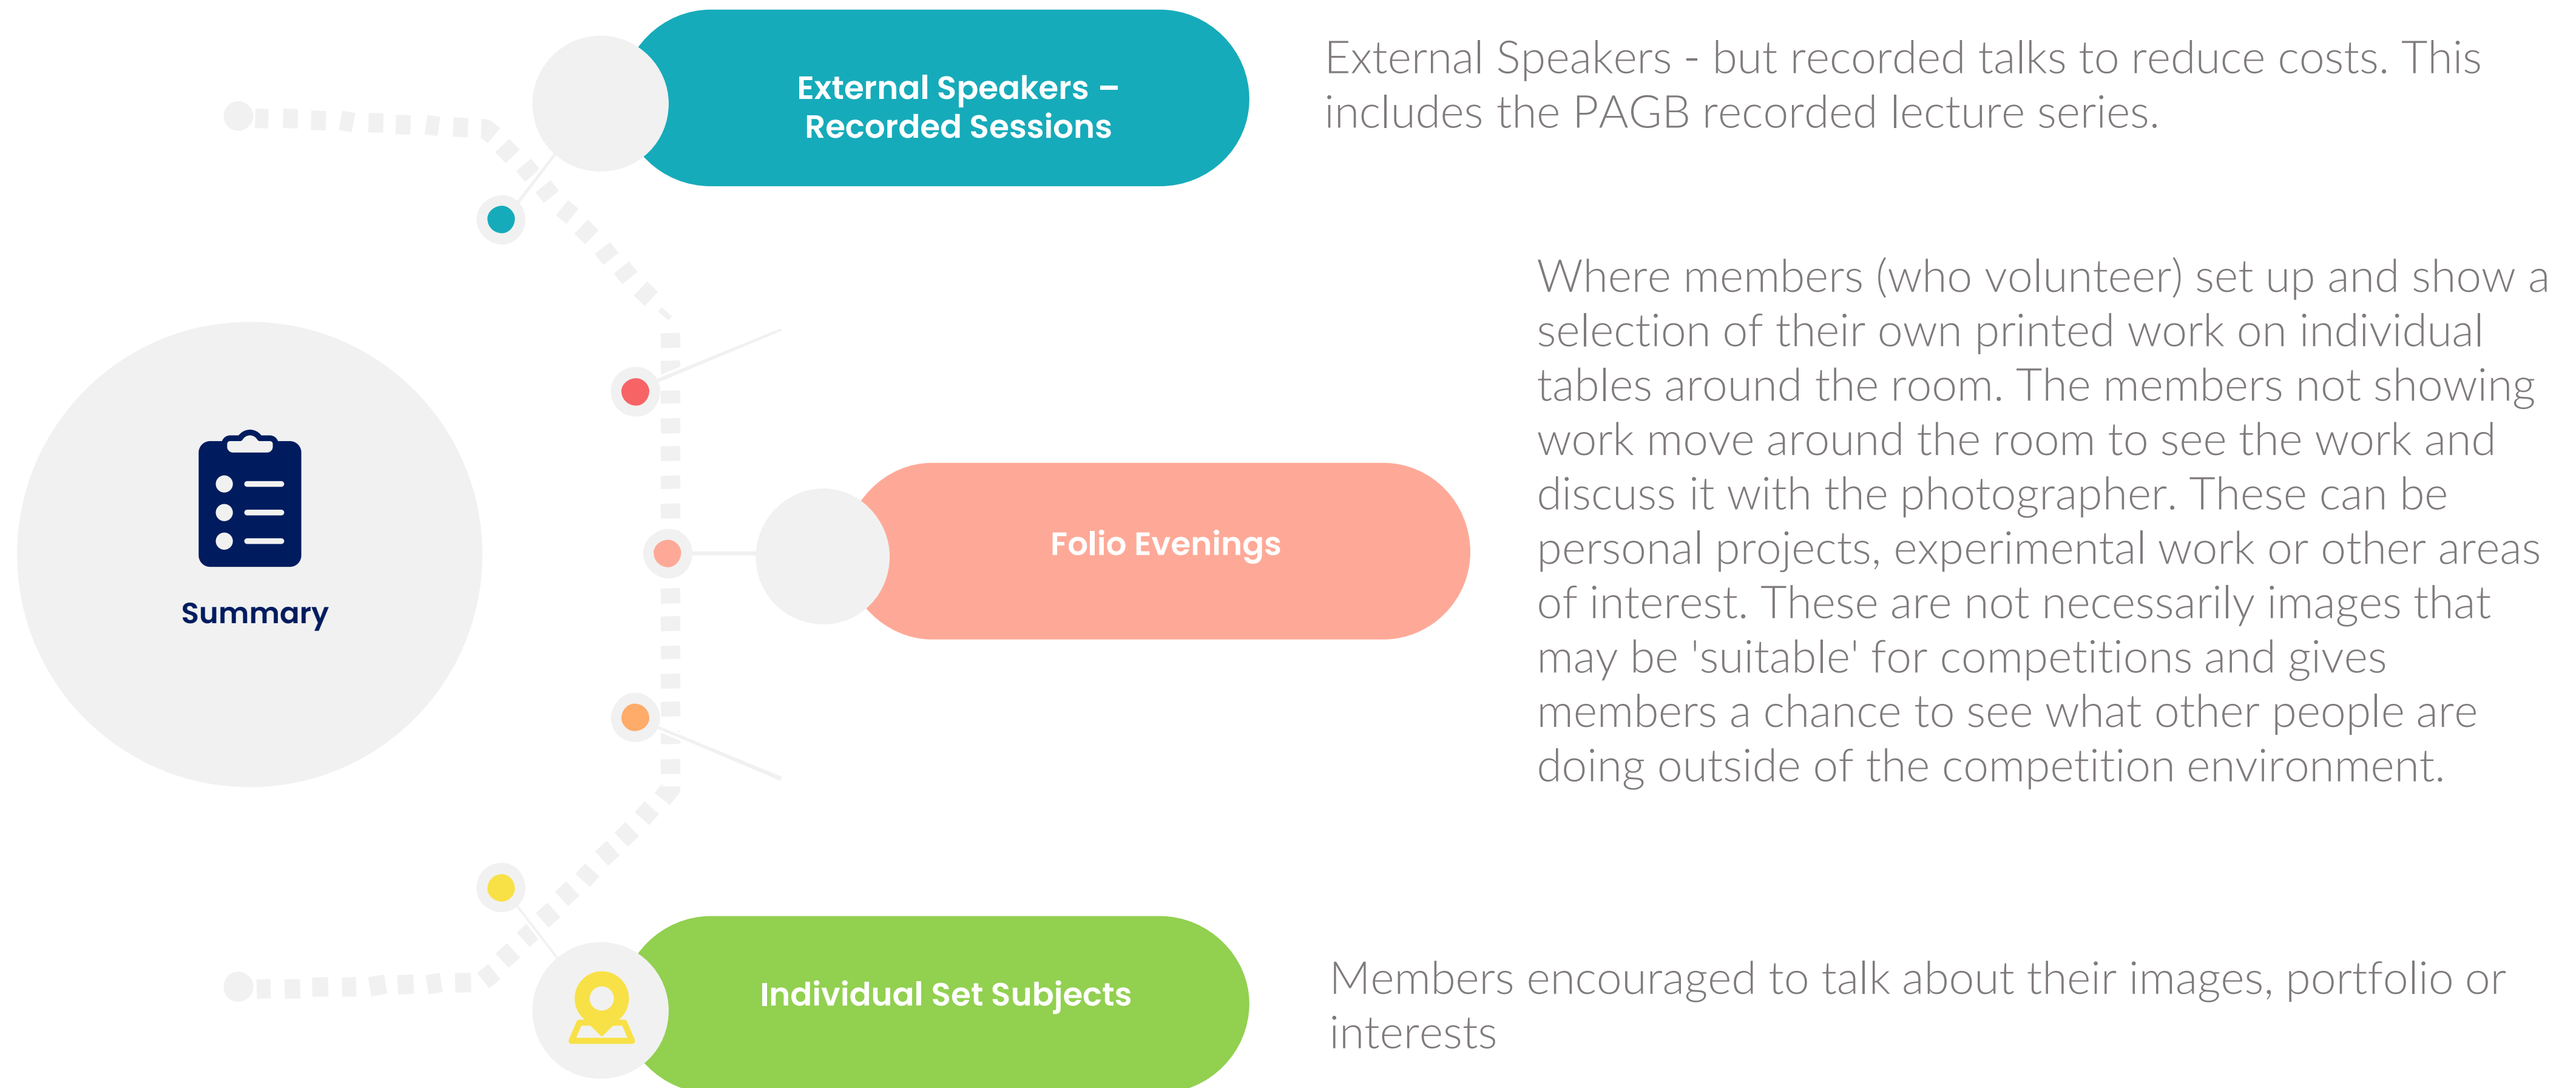 External Speakers –
Recorded Sessions
External Speakers - but recorded talks to reduce costs. This
includes the PAGB recorded lecture series.
Summary
Folio Evenings
Where members (who volunteer) set up and show a
selection of their own printed work on individual
tables around the room. The members not showing
work move around the room to see the work and
discuss it with the photographer. These can be
personal projects, experimental work or other areas
of interest. These are not necessarily images that
may be 'suitable' for competitions and gives
members a chance to see what other people are
doing outside of the competition environment.
Individual Set Subjects
Members encouraged to talk about their images, portfolio or
interests